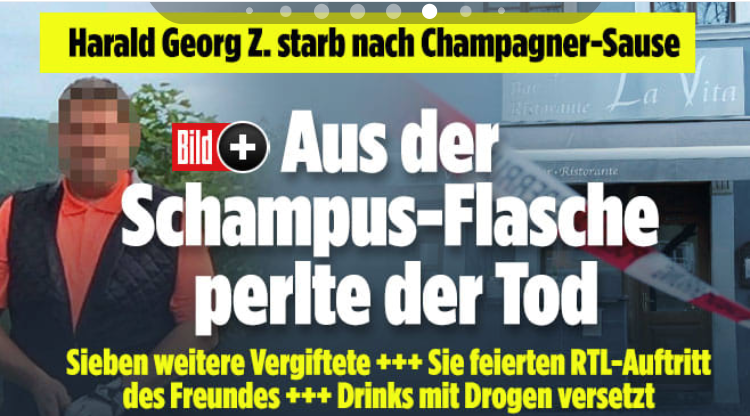 Harald Georg Z. starb nach Champagner-Sause
Bar
Ristorante
La Vita
Bild + Aus der
Ristorante
Schampus-Flasche
perlte der Tod
Sieben weitere Vergiftete +++ Sie feierten RTL-Auftritt
des Freundes +++ Drinks mit Drogen versetzt